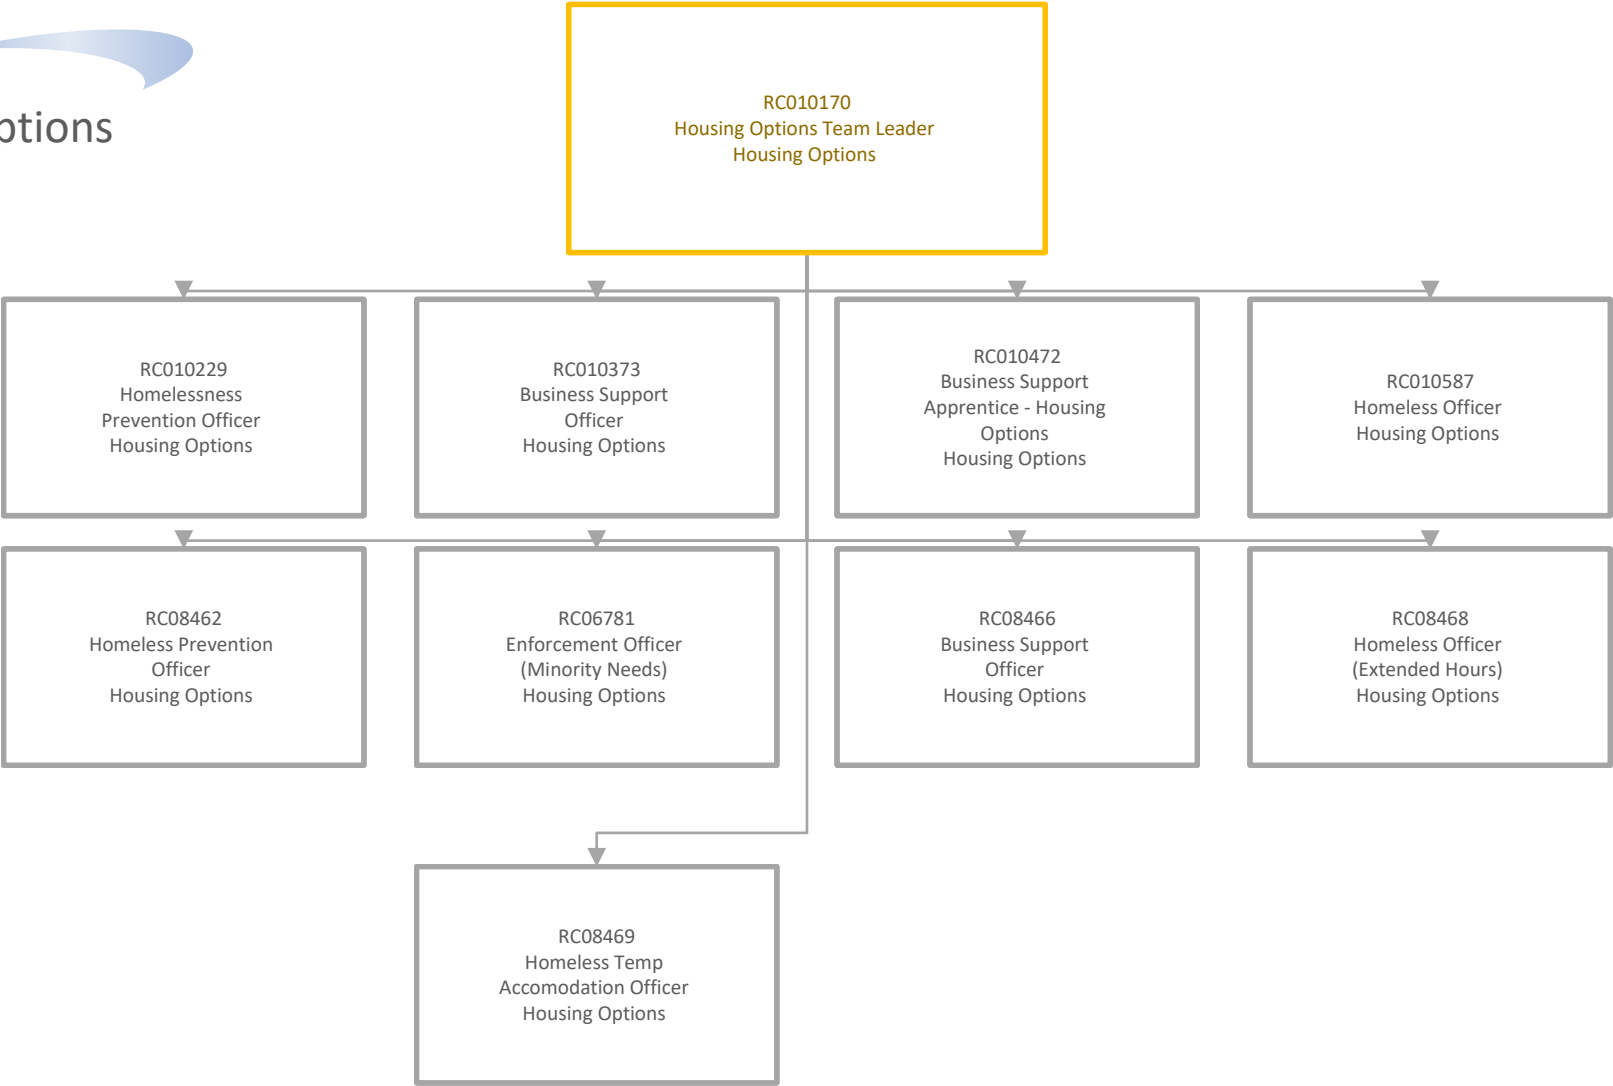 ptions
RC010170
Housing Options Team Leader
Housing Options
RC010229
Homelessness
Prevention Officer
Housing Options
RC010373
Business Support
Officer
Housing Options
RC010472
Business Support
Apprentice - Housing
Options
Housing Options
RC010587
Homeless Officer
Housing Options
RC08462
Homeless Prevention
Officer
Housing Options
RC06781
Enforcement Officer
(Minority Needs)
Housing Options
RC08466
Business Support
Officer
Housing Options
RC08468
Homeless Officer
(Extended Hours)
Housing Options
RC08469
Homeless Temp
Accomodation Officer
Housing Options